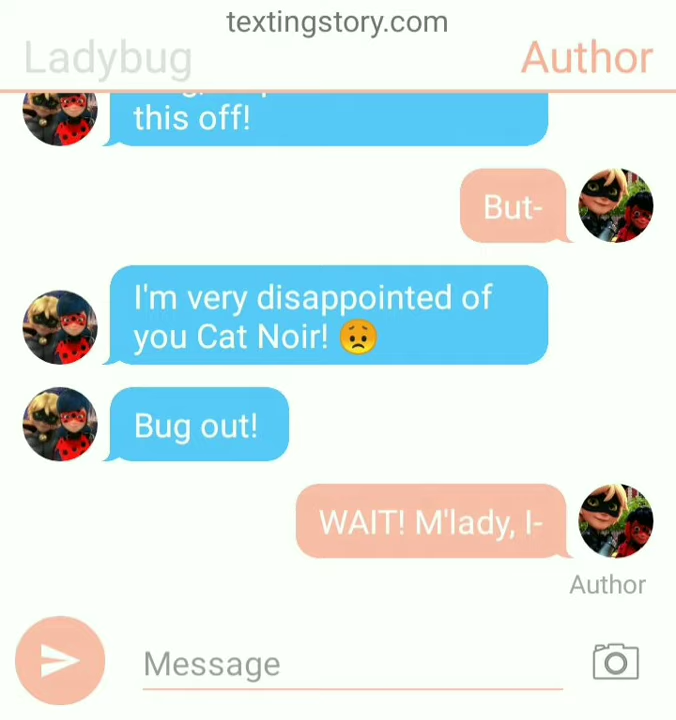 textingstory.com
Ladybug
Author
this off!
But-
I'm very disappointed of
you Cat Noir! 😟
Bug out!
WAIT! M'lady, I-
Author
Message